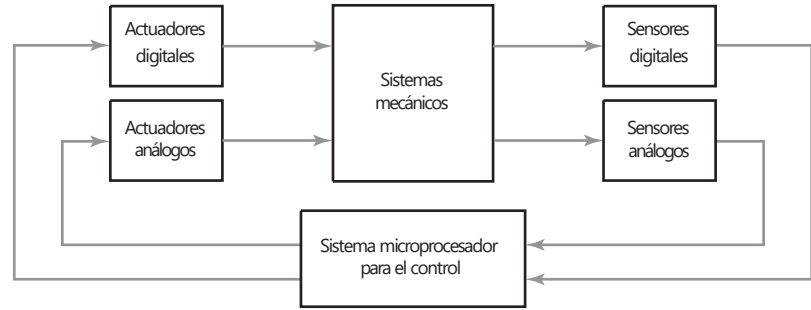 Actuadores
digitales
Sistemas
mecánicos
Sensores
digitales
Actuadores
análogos
Sensores
análogos
Sistema microprocesador
para el control